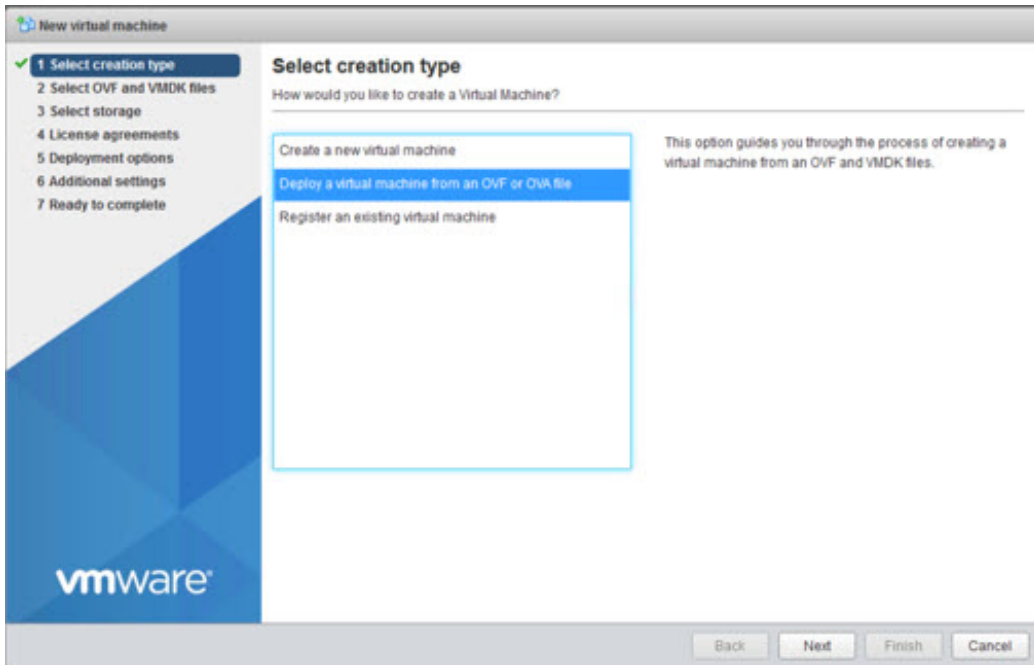 New virtual machine
1 Select creation type
2 Select OVF and VMDK files
3 Select storage
4 License agreements
5 Deployment options
6 Additional settings
7 Ready to complete
Select creation type
How would you like to create a Virtual Machine?
Create a new virtual machine
Deploy a virtual machine from an OVF or OVA file
Register an existing virtual machine
This option guides you through the process of creating a
virtual machine from an OVF and VMDK files.
vmware®
Back Next Finish Cancel